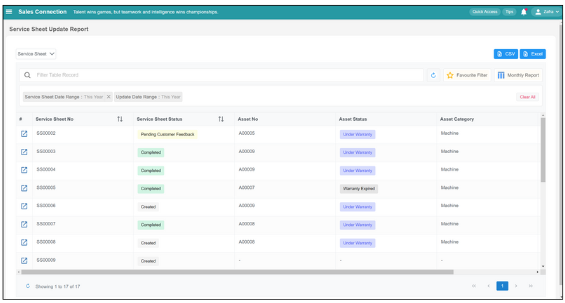 Sales Connection Talent wins games, but teamwork and intelligence wins championships. Quick Access Tips Zafra
Service Sheet Update Report
Service Sheet CSV Excel
Filter Table Record Favourite Filter Monthly Report
Service Sheet Date Range : This Year X Update Date Range : This Year Clear All
# Service Sheet No Service Sheet Status Asset No Asset Status Asset Category
SS00002 Pending Customer Feedback A00005 Under Warranty Machine
SS00003 Completed A00009 Under Warranty Machine
SS00004 Completed A00006 Under Warranty Machine
SS00005 Completed A00007 Warranty Expired Machine
SS00006 Created A00009 Under Warranty Machine
SS00007 Completed A00008 Under Warranty Machine
SS00008 Created A00006 Under Warranty Machine
SS00009 Created - - -
Showing 1 to 17 of 17 << < 1 > >>